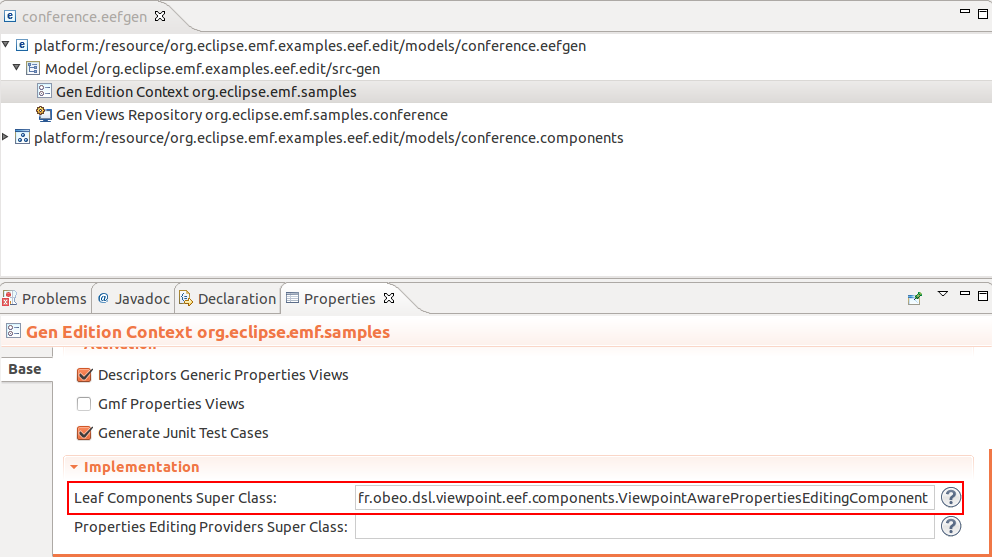 conference.eefgen
platform:/resource/org.eclipse.emf.examples.eef.edit/models/conference.eefgen
Model /org.eclipse.emf.examples.eef.edit/src-gen
Gen Edition Context org.eclipse.emf.samples
Gen Views Repository org.eclipse.emf.samples.conference
platform:/resource/org.eclipse.emf.examples.eef.edit/models/conference.components
Problems @ Javadoc Declaration Properties
Gen Edition Context org.eclipse.emf.samples
Base
Descriptors Generic Properties Views
Gmf Properties Views
Generate Junit Test Cases
Implementation
Leaf Components Super Class: fr.obeo.dsl.viewpoint.eef.components.ViewpointAwarePropertiesEditingComponent ?
Properties Editing Providers Super Class: ?